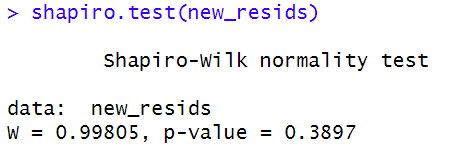 > shapiro.test(new_resids)
Shapiro-Wilk normality test
data:  new_resids
W = 0.99805, p-value = 0.3897